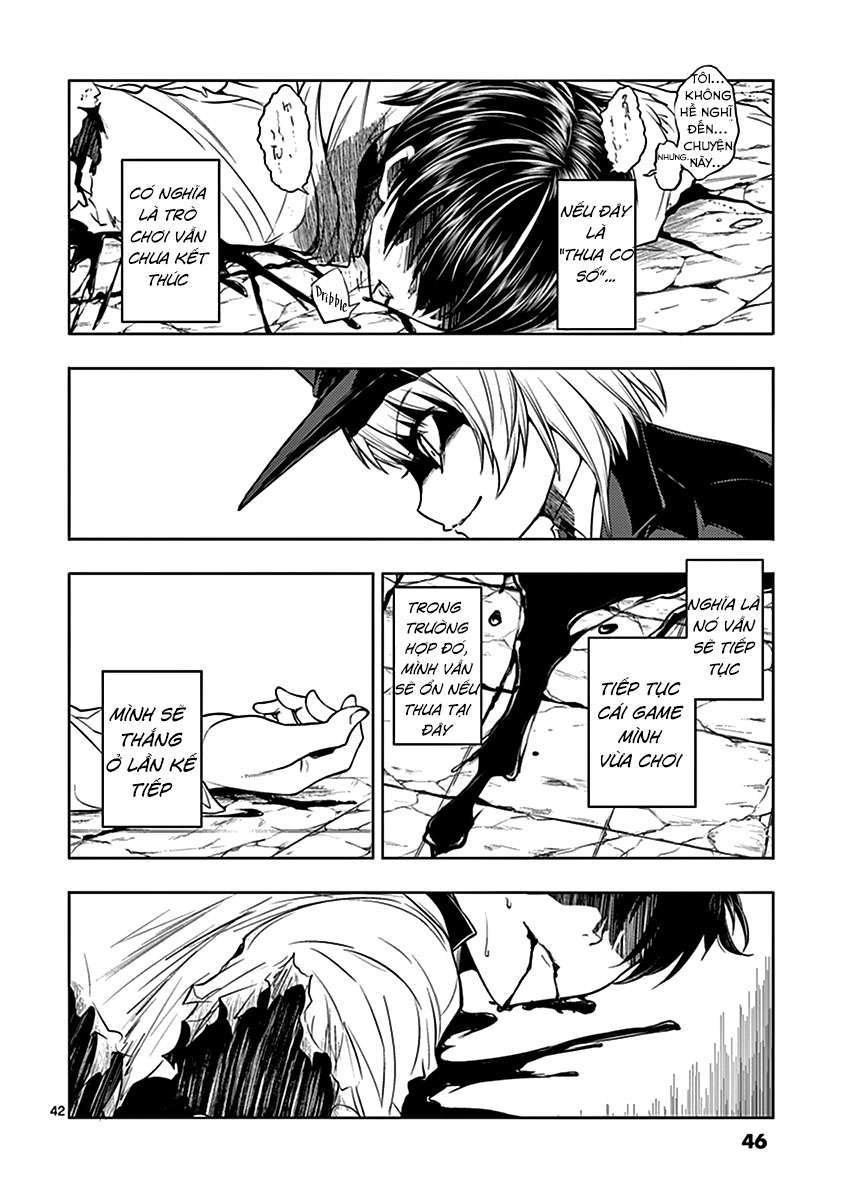 TÔI...
KHÔNG
HỀ NGHĨ
ĐẾN...
CHUYỆN
NÀY...
NHƯNG...
NẾU ĐÂY
LÀ
"THUA CƠ
SỐ"...
CÓ NGHĨA
LÀ TRÒ
CHƠI VẪN
CHƯA KẾT
THÚC
Dribble
NGHĨA LÀ
NÓ VẪN
SẼ TIẾP
TỤC
TIẾP TỤC
CÁI GAME
MÌNH
VỪA CHƠI
TRONG
TRƯỜNG
HỢP ĐÓ,
MÌNH VẪN
SẼ ỔN NẾU
THUA TẠI
ĐÂY
MÌNH SẼ
THẮNG
Ở LẦN KẾ
TIẾP
42
46